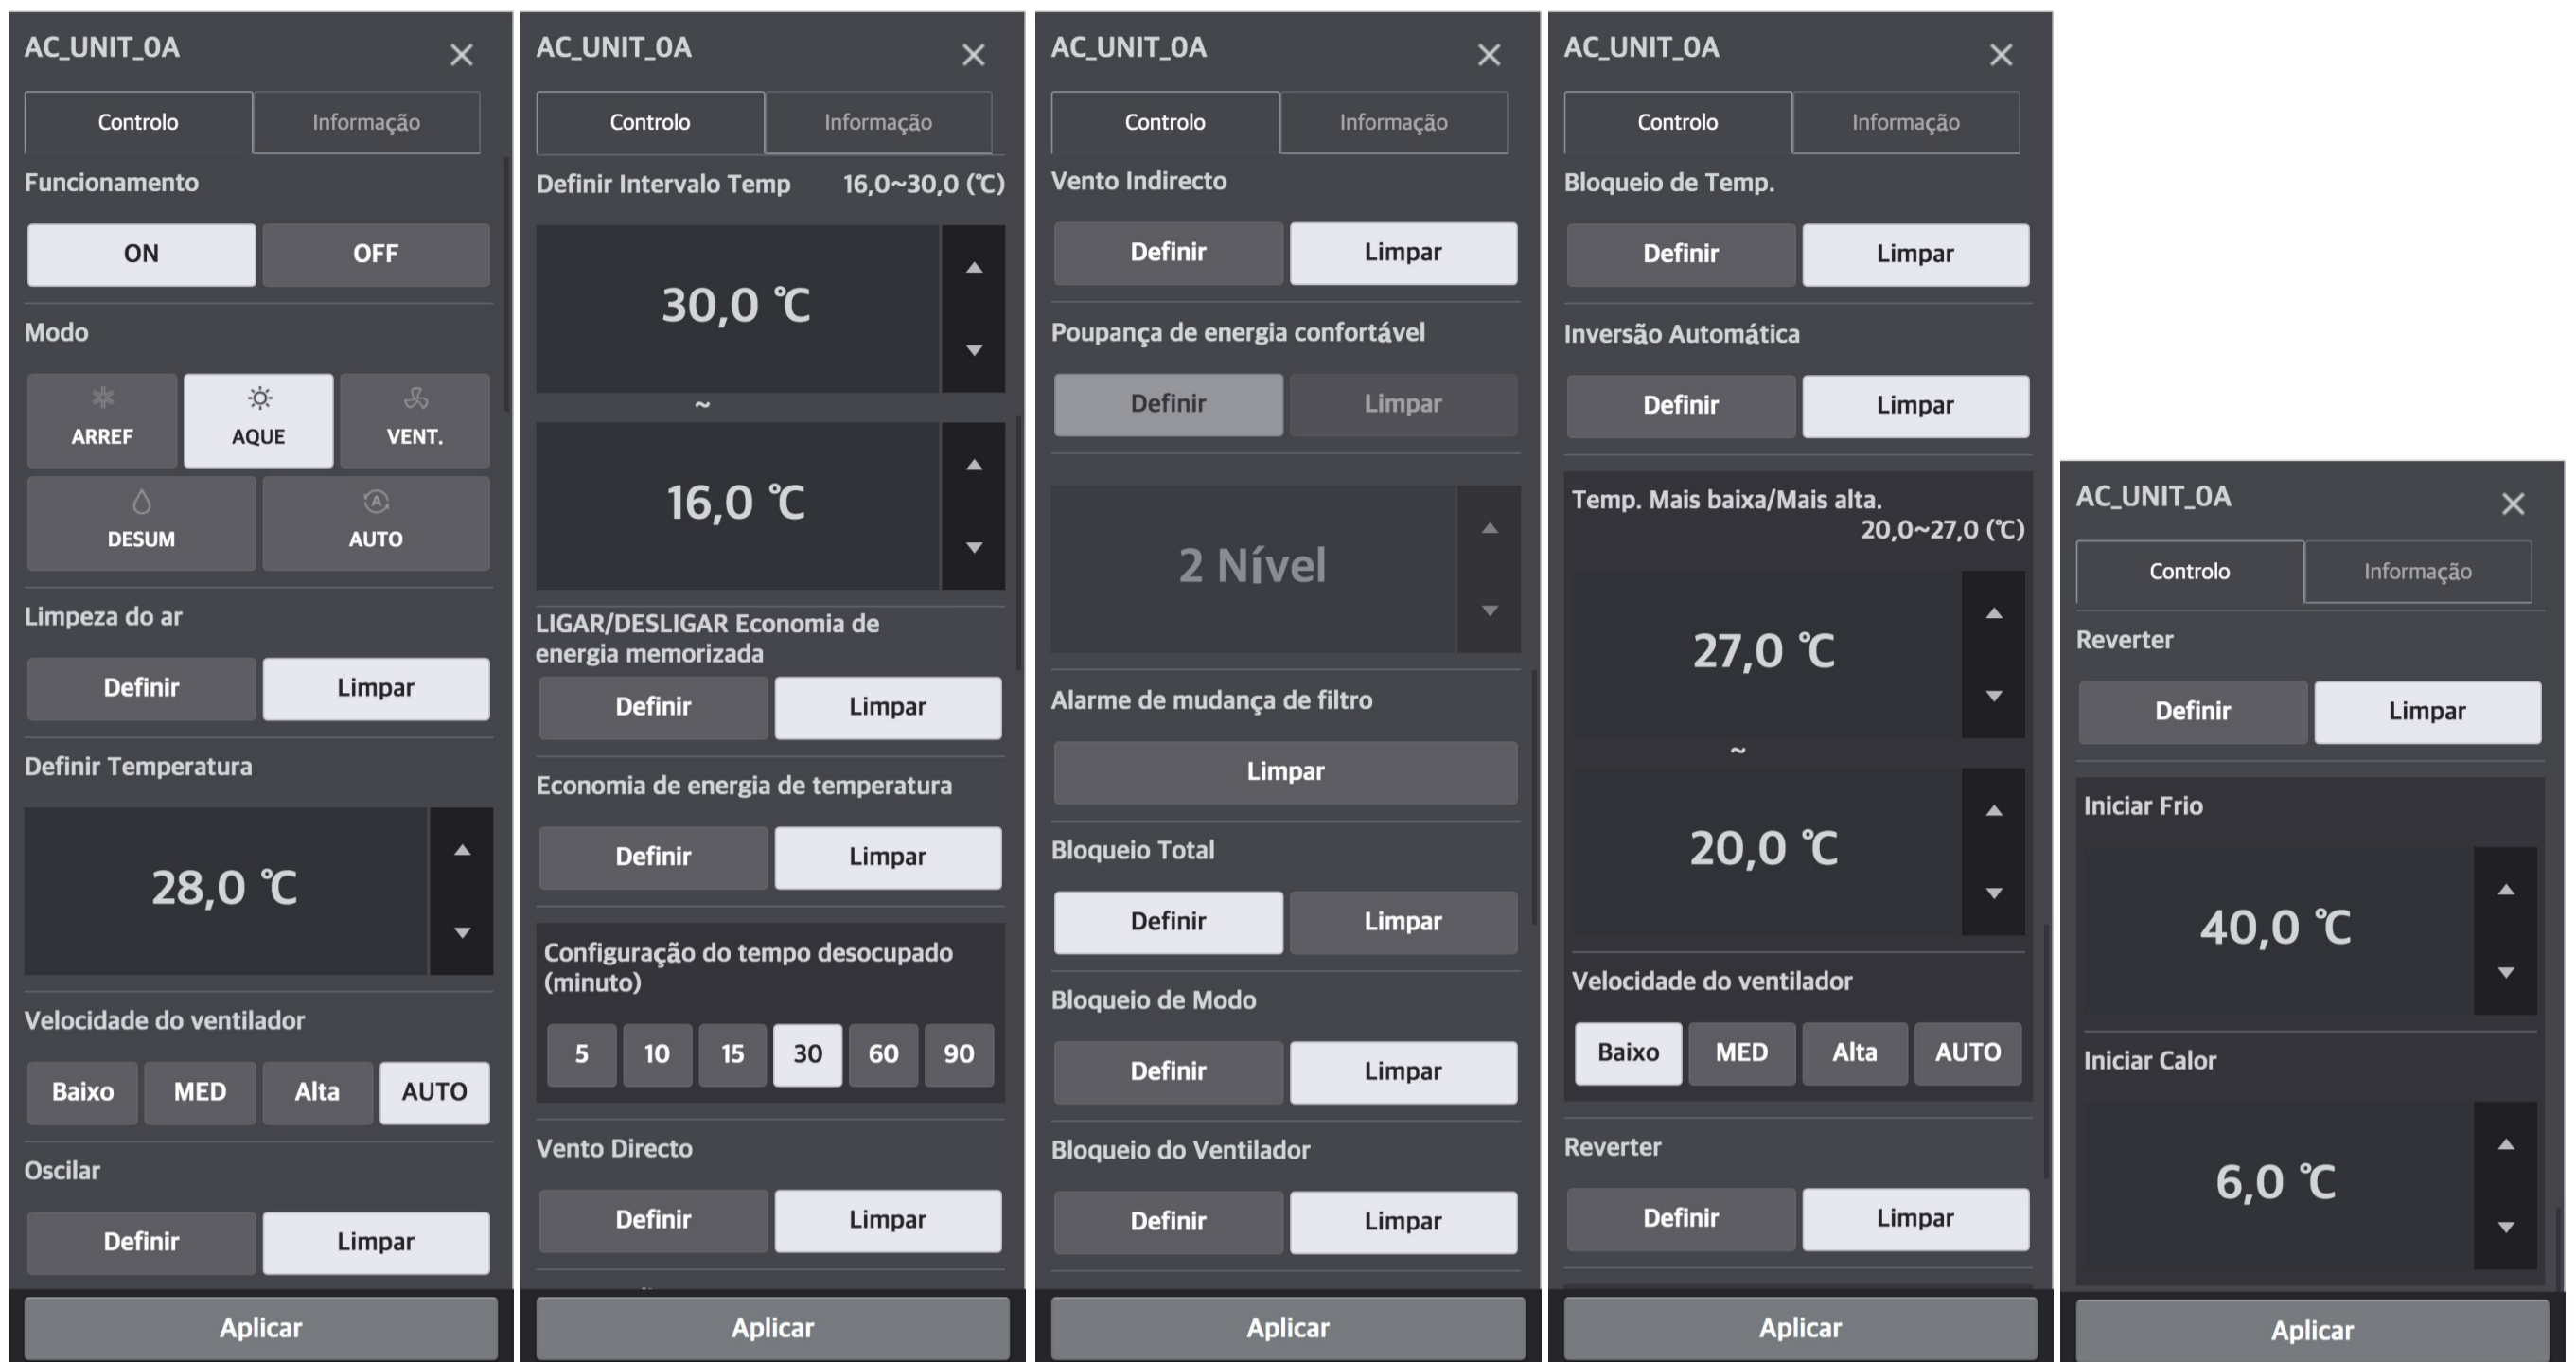 AC_UNIT_0A
Controlo
Informação
Funcionamento
ON
OFF
Modo
ARREF
AQUE
VENT.
DESUM
AUTO
Limpeza do ar
Definir
Limpar
Definir Temperatura
28,0 ℃
Velocidade do ventilador
Baixo
MED
Alta
AUTO
Oscilar
Definir
Limpar
Aplicar
AC_UNIT_0A
Controlo
Informação
Definir Intervalo Temp
16,0~30,0 (℃)
30,0 ℃
~
16,0 ℃
LIGAR/DESLIGAR Economia de
energia memorizada
Definir
Limpar
Economia de energia de temperatura
Definir
Limpar
Configuração do tempo desocupado
(minuto)
5
10
15
30
60
90
Vento Directo
Definir
Limpar
Aplicar
AC_UNIT_0A
Controlo
Informação
Vento Indirecto
Definir
Limpar
Poupança de energia confortável
Definir
Limpar
2 Nível
Alarme de mudança de filtro
Limpar
Bloqueio Total
Definir
Limpar
Bloqueio de Modo
Definir
Limpar
Bloqueio do Ventilador
Definir
Limpar
Aplicar
AC_UNIT_0A
Controlo
Informação
Bloqueio de Temp.
Definir
Limpar
Inversão Automática
Definir
Limpar
Temp. Mais baixa/Mais alta.
20,0~27,0 (℃)
27,0 ℃
~
20,0 ℃
Velocidade do ventilador
Baixo
MED
Alta
AUTO
Reverter
Definir
Limpar
Aplicar
AC_UNIT_0A
Controlo
Informação
Reverter
Definir
Limpar
Iniciar Frio
40,0 ℃
Iniciar Calor
6,0 ℃
Aplicar